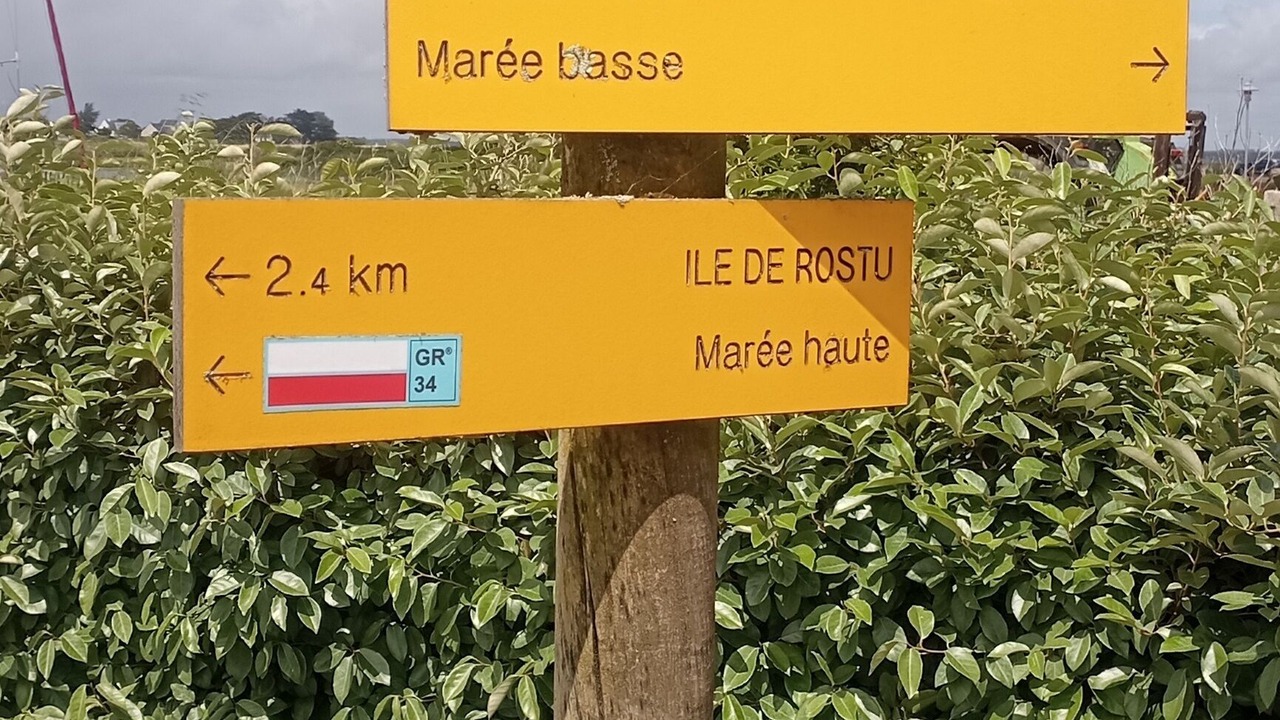 Marée basse →
← 2.4 km ILE DE ROSTU
← GR® 34 Marée haute